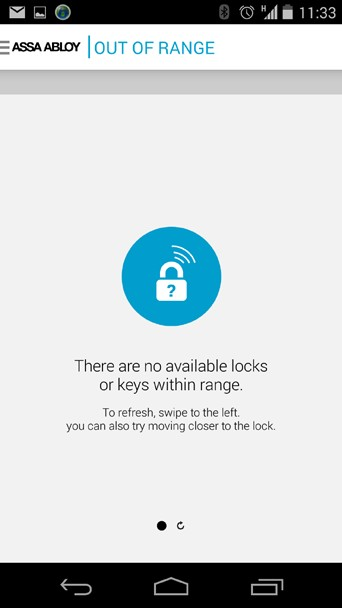 11:33
ASSA ABLOY | OUT OF RANGE
?
There are no available locks
or keys within range.
To refresh, swipe to the left.
you can also try moving closer to the lock.